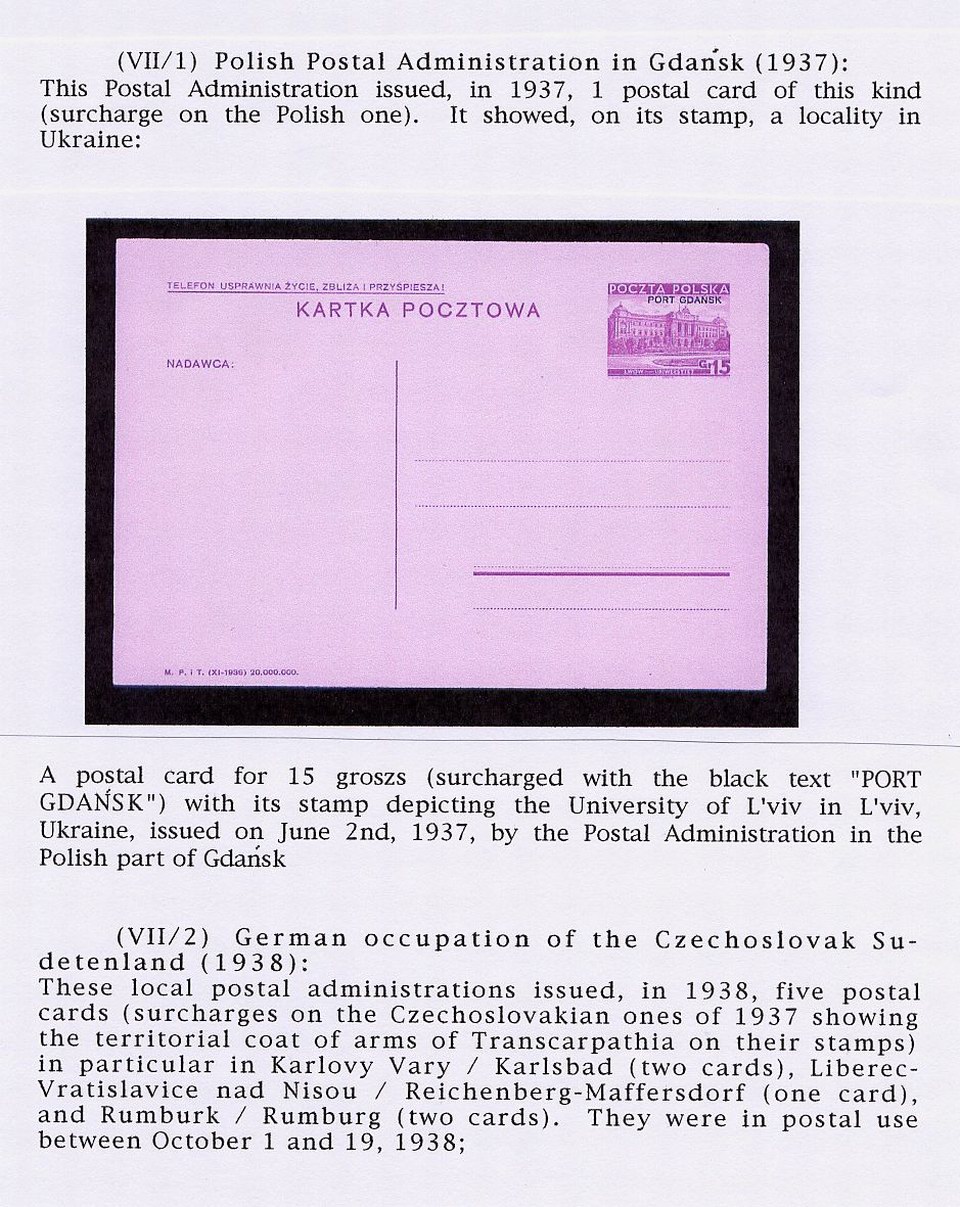 (VII/1) Polish Postal Administration in Gdańsk (1937):
This Postal Administration issued, in 1937, 1 postal card of this kind
(surcharge on the Polish one). It showed, on its stamp, a locality in
Ukraine:
TELEFON USPRAWNIA ŻYCIE, ZBLIŻA I PRZYŚPIESZA!
KARTKA POCZTOWA
POCZTA POLSKA
PORT GDAŃSK
NADAWCA:
Gr15
LWÓW — UNIWERSYTET
M. P. i T. (XI-1936) 20,000.000.
A postal card for 15 groszs (surcharged with the black text "PORT
GDAŃSK") with its stamp depicting the University of L'viv in L'viv,
Ukraine, issued on June 2nd, 1937, by the Postal Administration in the
Polish part of Gdańsk
(VII/2) German occupation of the Czechoslovak Su-
detenland (1938):
These local postal administrations issued, in 1938, five postal
cards (surcharges on the Czechoslovakian ones of 1937 showing
the territorial coat of arms of Transcarpathia on their stamps)
in particular in Karlovy Vary / Karlsbad (two cards), Liberec-
Vratislavice nad Nisou / Reichenberg-Maffersdorf (one card),
and Rumburk / Rumburg (two cards). They were in postal use
between October 1 and 19, 1938;